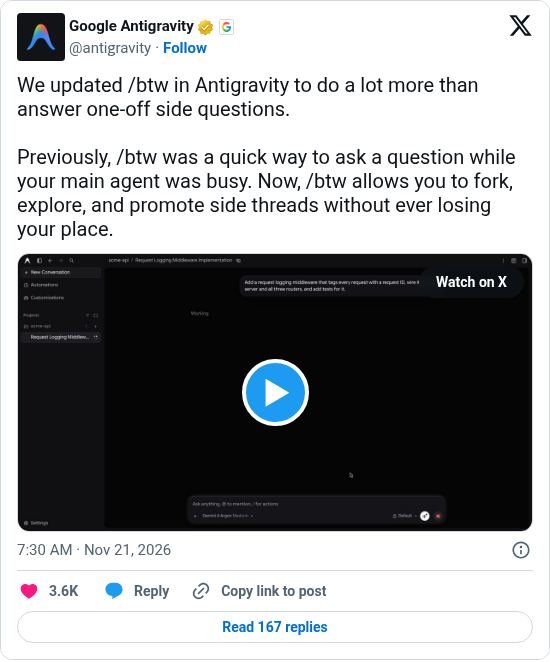 Google Antigravity
@antigravity · Follow
We updated /btw in Antigravity to do a lot more than
answer one-off side questions.
Previously, /btw was a quick way to ask a question while
your main agent was busy. Now, /btw allows you to fork,
explore, and promote side threads without ever losing
your place.
acme-api / Request Logging Middleware Implementation
Watch on X
New Conversation
Automations
Customisations
Projects
acme-api
Request Logging Middlew...
Add a request logging middleware that tags every request with a request ID, wire it
server and all three routers, and add tests for it.
Working
Ask anything, @ to mention, / for actions
Default
Settings
7:30 AM · Nov 21, 2026
3.6K
Reply
Copy link to post
Read 167 replies